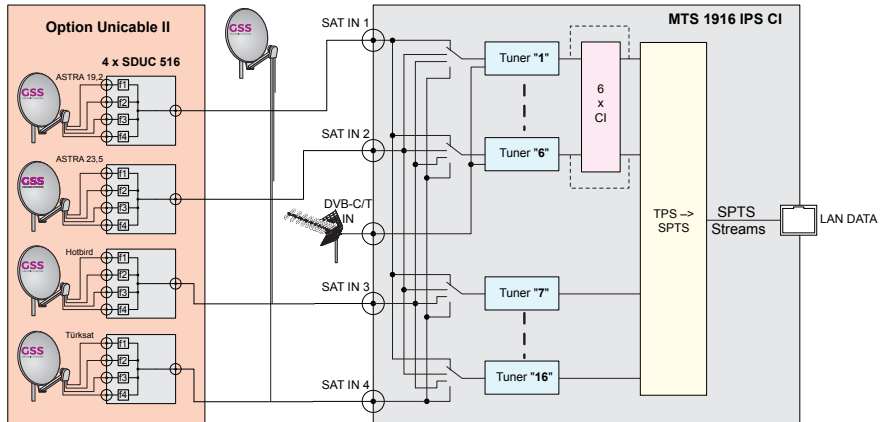 Option Unicable II
4 x SDUC 516
ASTRA 19,2
GSS
f1
f2
f3
f4
ASTRA 23,5
GSS
f1
f2
f3
f4
Hotbird
GSS
f1
f2
f3
f4
Türksat
GSS
f1
f2
f3
f4
GSS
SAT IN 1
SAT IN 2
DVB-C/T
IN
SAT IN 3
SAT IN 4
MTS 1916 IPS CI
Tuner "1"
Tuner "6"
Tuner "7"
Tuner "16"
6
x
CI
TPS –>
SPTS
SPTS
Streams
LAN DATA